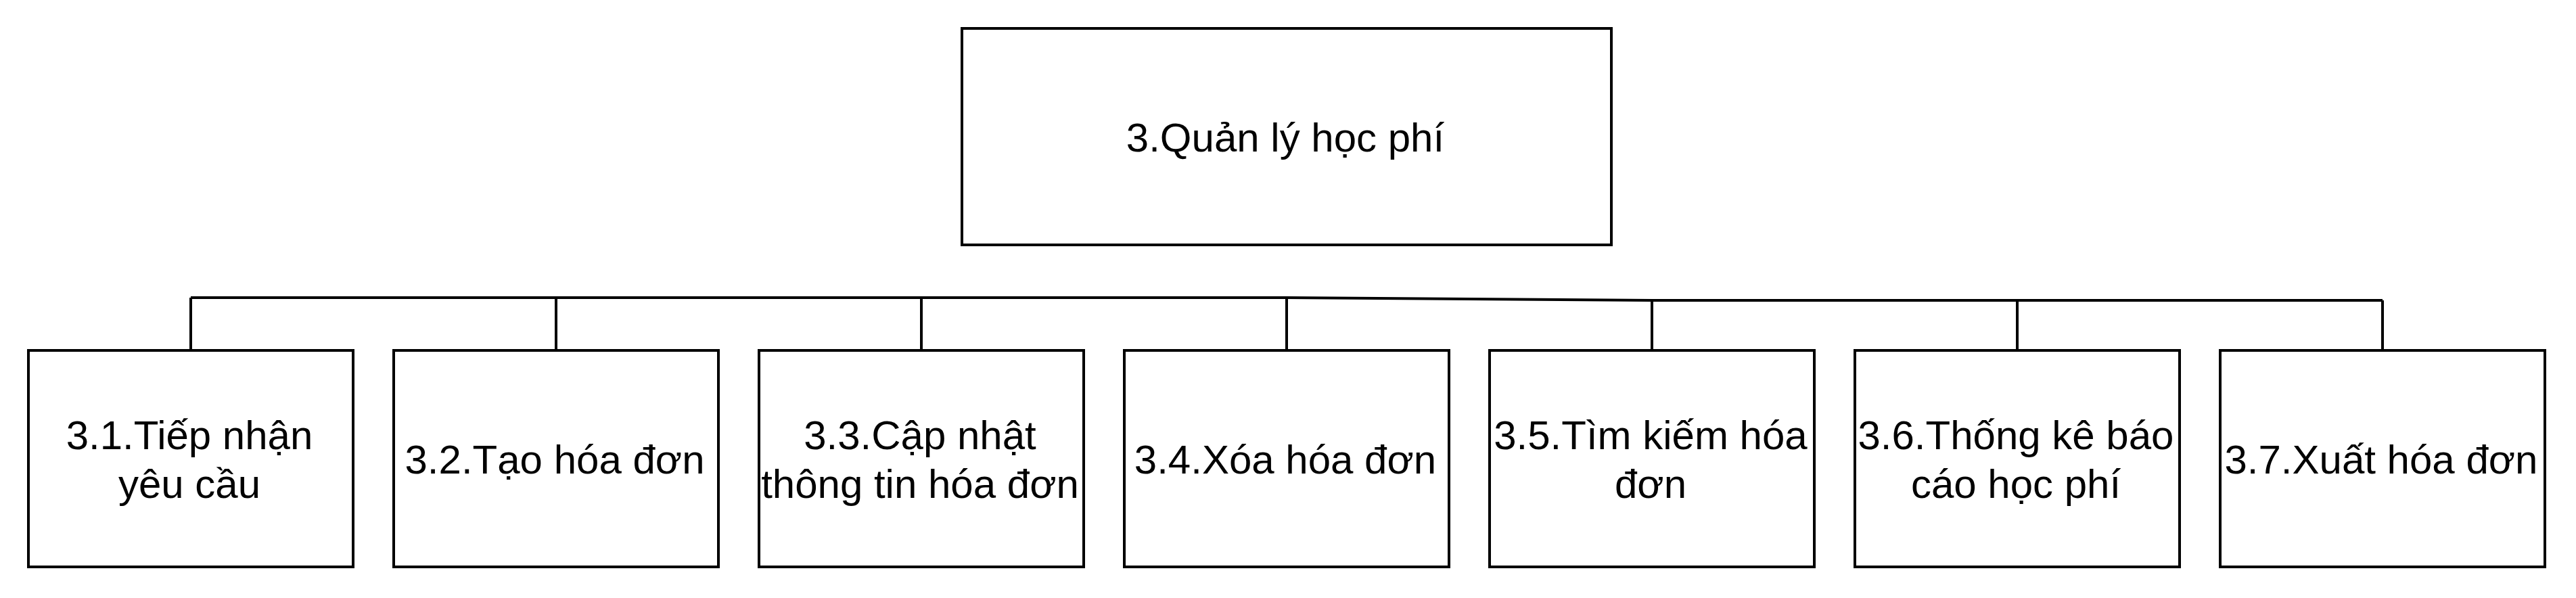 3.Quản lý học phí
3.1.Tiếp nhận
yêu cầu
3.2.Tạo hóa đơn
3.3.Cập nhật
thông tin hóa đơn
3.4.Xóa hóa đơn
3.5.Tìm kiếm hóa
đơn
3.6.Thống kê báo
cáo học phí
3.7.Xuất hóa đơn